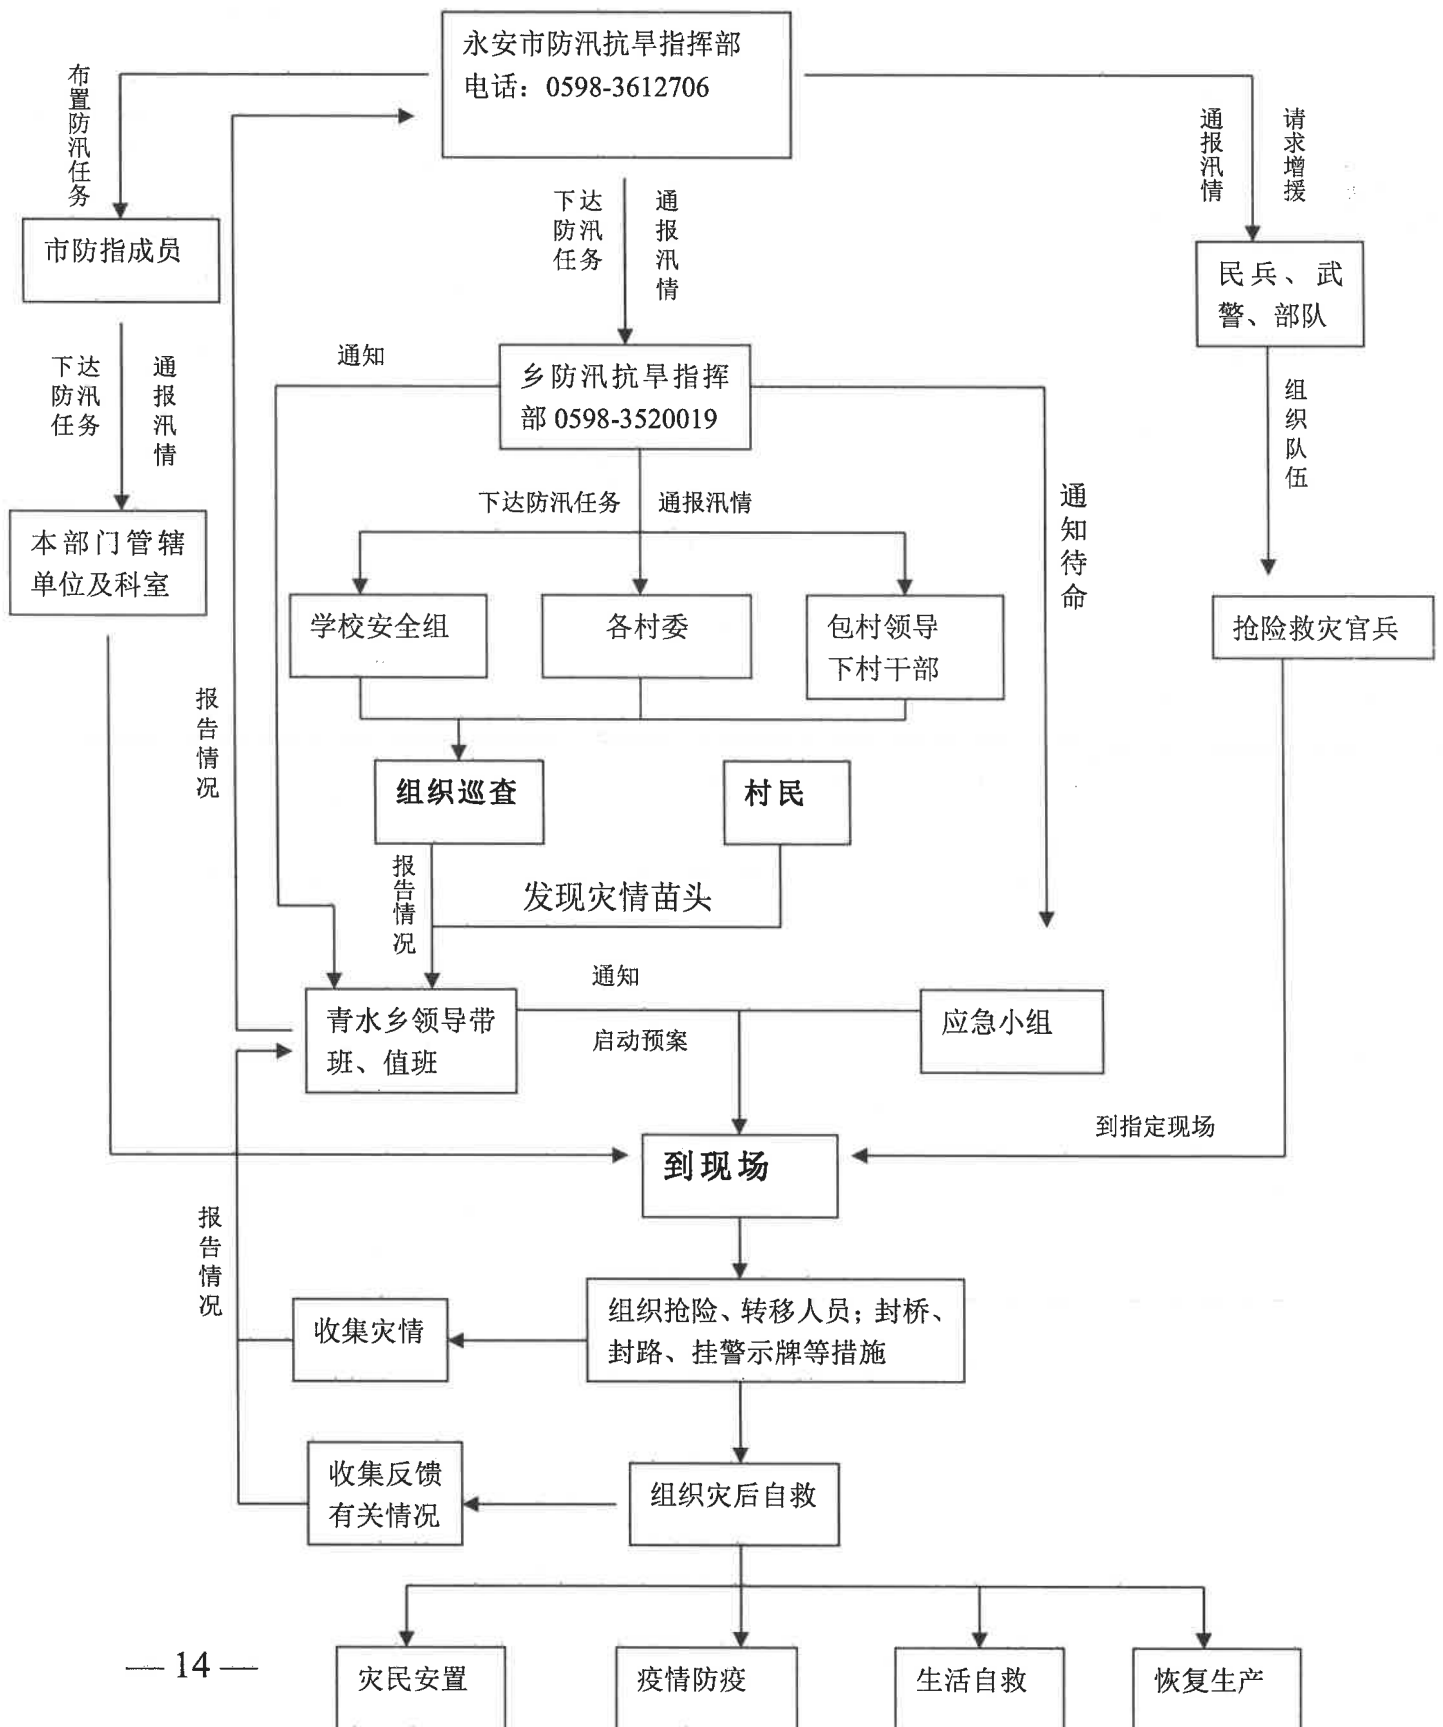 永安市防汛抗旱指挥部
电话：0598-3612706
布置防汛任务
通报汛情
请求增援
下达
防汛
任务
通报汛情
市防指成员
民兵、武
警、部队
下达
防汛
任务
通报汛情
通知
乡防汛抗旱指挥
部 0598-3520019
组织队伍
下达防汛任务
通报汛情
通知待命
本部门管辖
单位及科室
学校安全组
各村委
包村领导
下村干部
抢险救灾官兵
报告情况
组织巡查
村民
报告情况
发现灾情苗头
通知
青水乡领导带
班、值班
启动预案
应急小组
到指定现场
到现场
报告情况
收集灾情
组织抢险、转移人员；封桥、
封路、挂警示牌等措施
收集反馈
有关情况
组织灾后自救
— 14 —
灾民安置
疫情防疫
生活自救
恢复生产